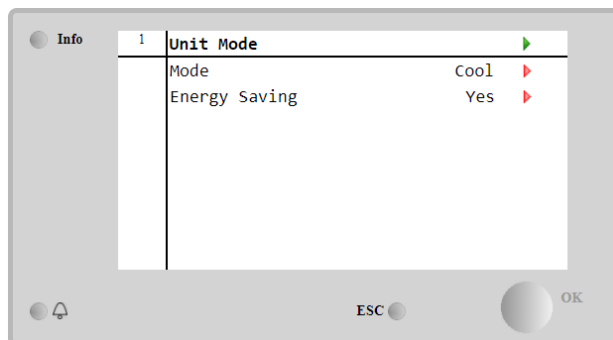 Info
1 Unit Mode
Mode Cool
Energy Saving Yes
ESC
OK